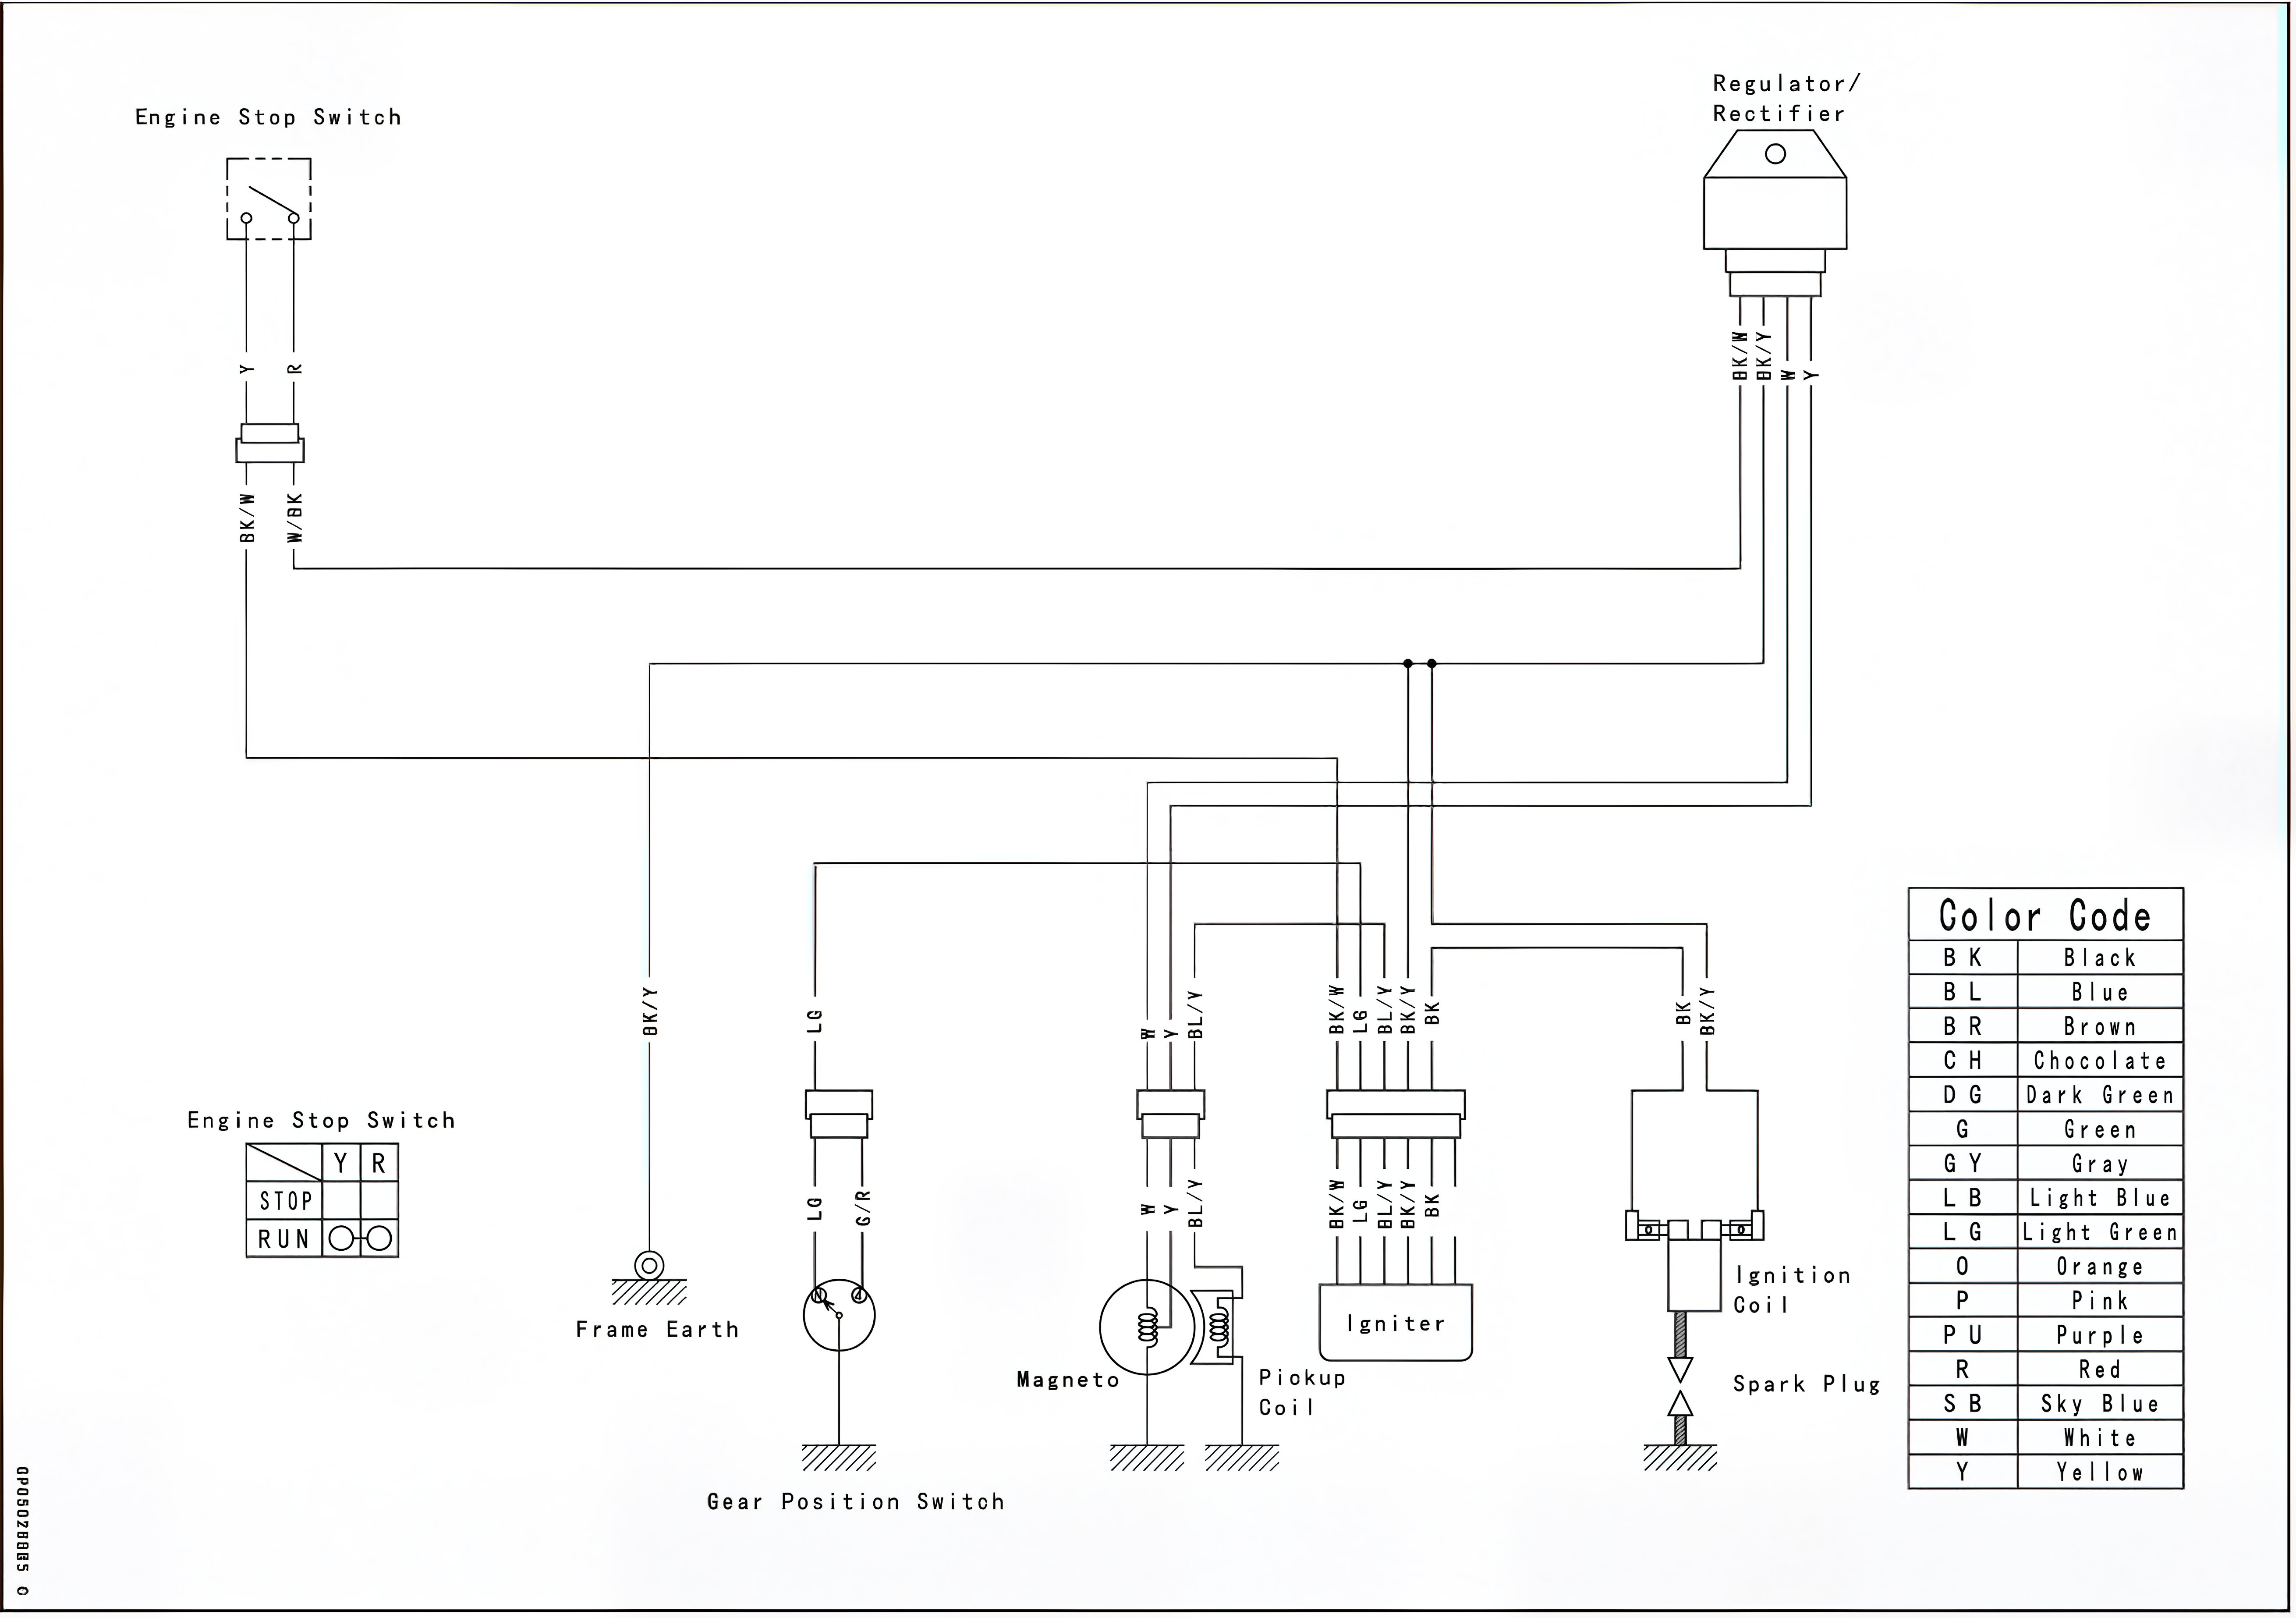 Regulator/
Rectifier
Engine Stop Switch
Y
R
BK/W
W/BK
BK/W
BK/Y
W
Y
BK/Y
LG
W
Y
BL/Y
BK/W
LG
BL/Y
BK/Y
BK
BK
BK/Y
LG
G/R
W
Y
BL/Y
BK/W
LG
BL/Y
BK/Y
BK
N
4
Igniter
Frame Earth
Magneto
Pickup
Coil
Ignition
Coil
Spark Plug
Gear Position Switch
Engine Stop Switch
Y R
STOP
RUN
Color Code
BK Black
BL Blue
BR Brown
CH Chocolate
DG Dark Green
G Green
GY Gray
LB Light Blue
LG Light Green
O Orange
P Pink
PU Purple
R Red
SB Sky Blue
W White
Y Yellow